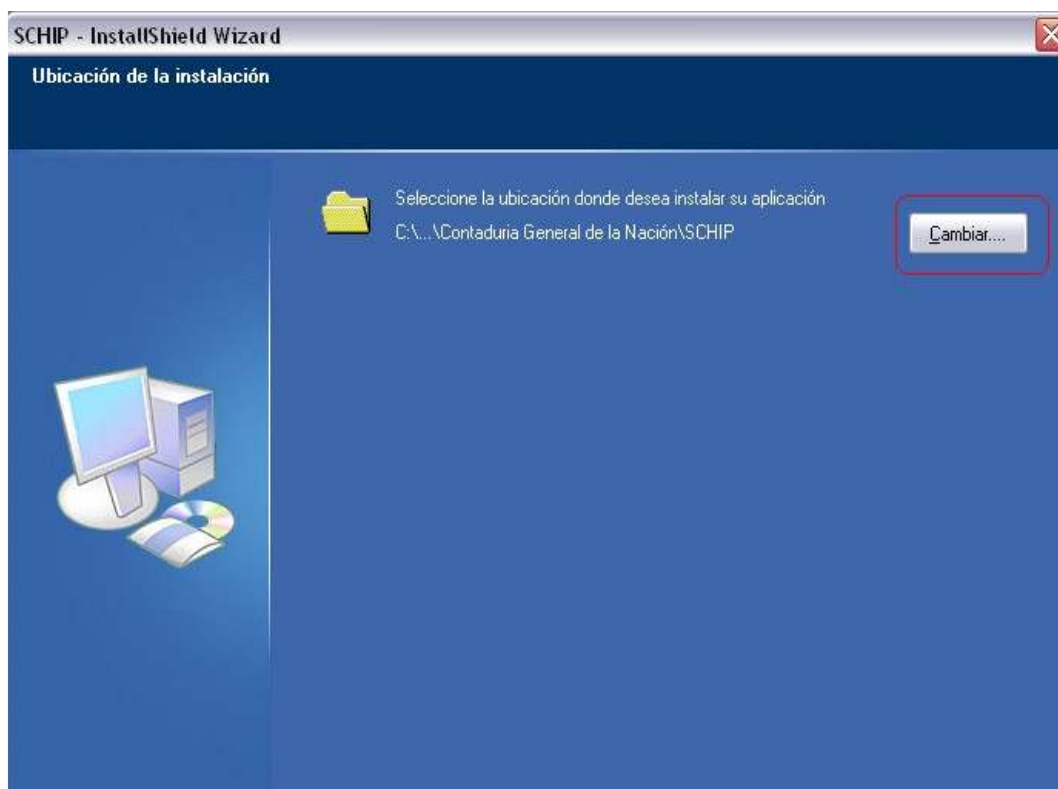 SCHIP - InstallShield Wizard
Ubicación de la instalación
Seleccione la ubicación donde desea instalar su aplicación
C:\...\Contaduria General de la Nación\SCHIP
Cambiar....